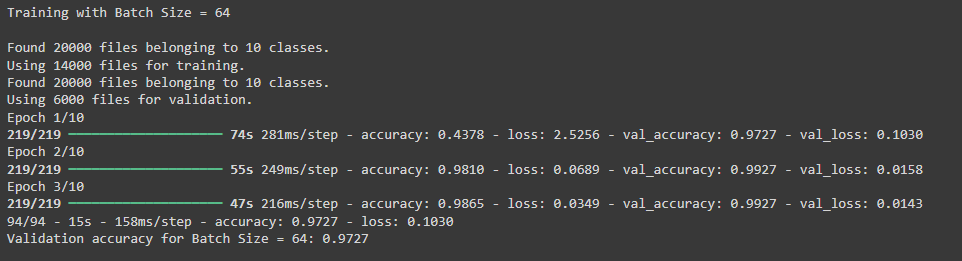 Training with Batch Size = 64
Found 20000 files belonging to 10 classes.
Using 14000 files for training.
Found 20000 files belonging to 10 classes.
Using 6000 files for validation.
Epoch 1/10
219/219 ━━━━━━━━━━━━━━━━━━━━ 74s 281ms/step - accuracy: 0.4378 - loss: 2.5256 - val_accuracy: 0.9727 - val_loss: 0.1030
Epoch 2/10
219/219 ━━━━━━━━━━━━━━━━━━━━ 55s 249ms/step - accuracy: 0.9810 - loss: 0.0689 - val_accuracy: 0.9927 - val_loss: 0.0158
Epoch 3/10
219/219 ━━━━━━━━━━━━━━━━━━━━ 47s 216ms/step - accuracy: 0.9865 - loss: 0.0349 - val_accuracy: 0.9927 - val_loss: 0.0143
94/94 - 15s - 158ms/step - accuracy: 0.9727 - loss: 0.1030
Validation accuracy for Batch Size = 64: 0.9727